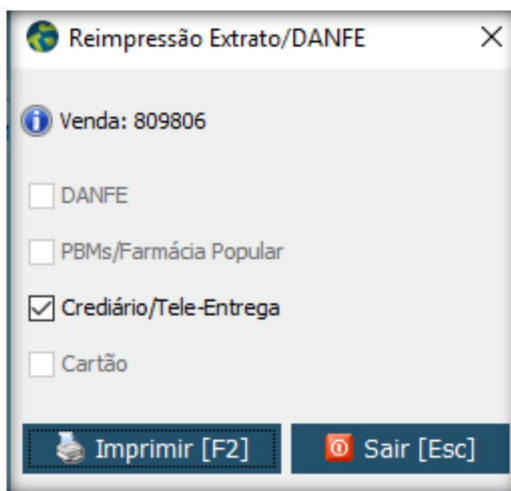 Reimpressão Extrato/DANFE
Venda: 809806
DANFE
PBMs/Farmácia Popular
Crediário/Tele-Entrega
Cartão
Imprimir [F2] Sair [Esc]